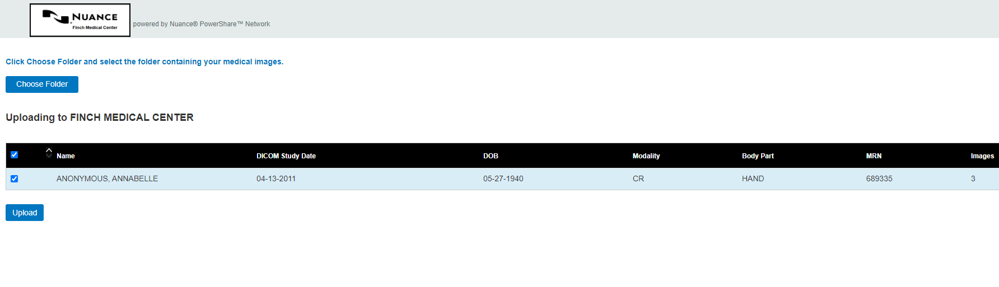 NUANCE
Finch Medical Center
powered by Nuance® PowerShare™ Network
Click Choose Folder and select the folder containing your medical images.
Choose Folder
Uploading to FINCH MEDICAL CENTER
Name DICOM Study Date DOB Modality Body Part MRN Images
ANONYMOUS, ANNABELLE 04-13-2011 05-27-1940 CR HAND 689335 3
Upload